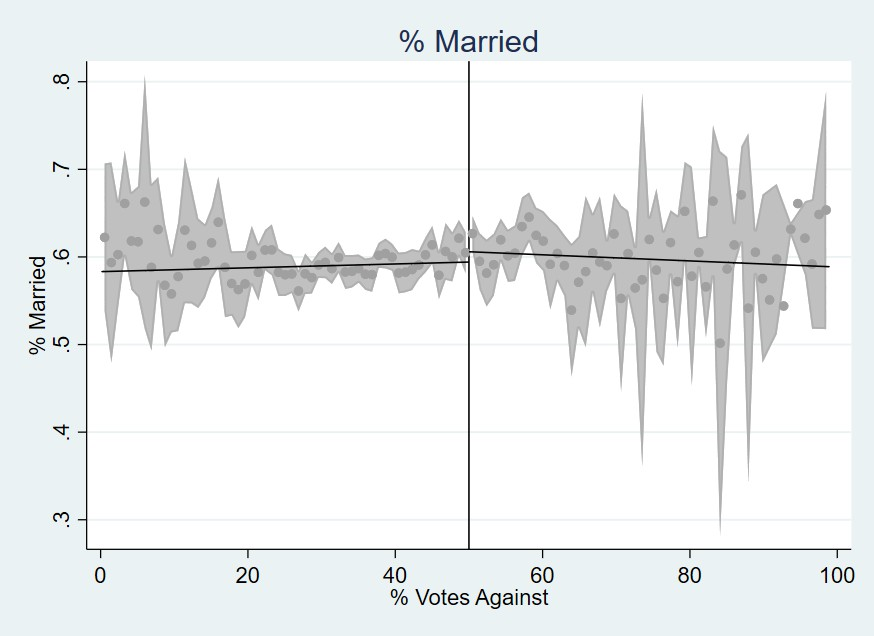 % Married
% Married
.8
.7
.6
.5
.4
.3
0 20 40 60 80 100
% Votes Against